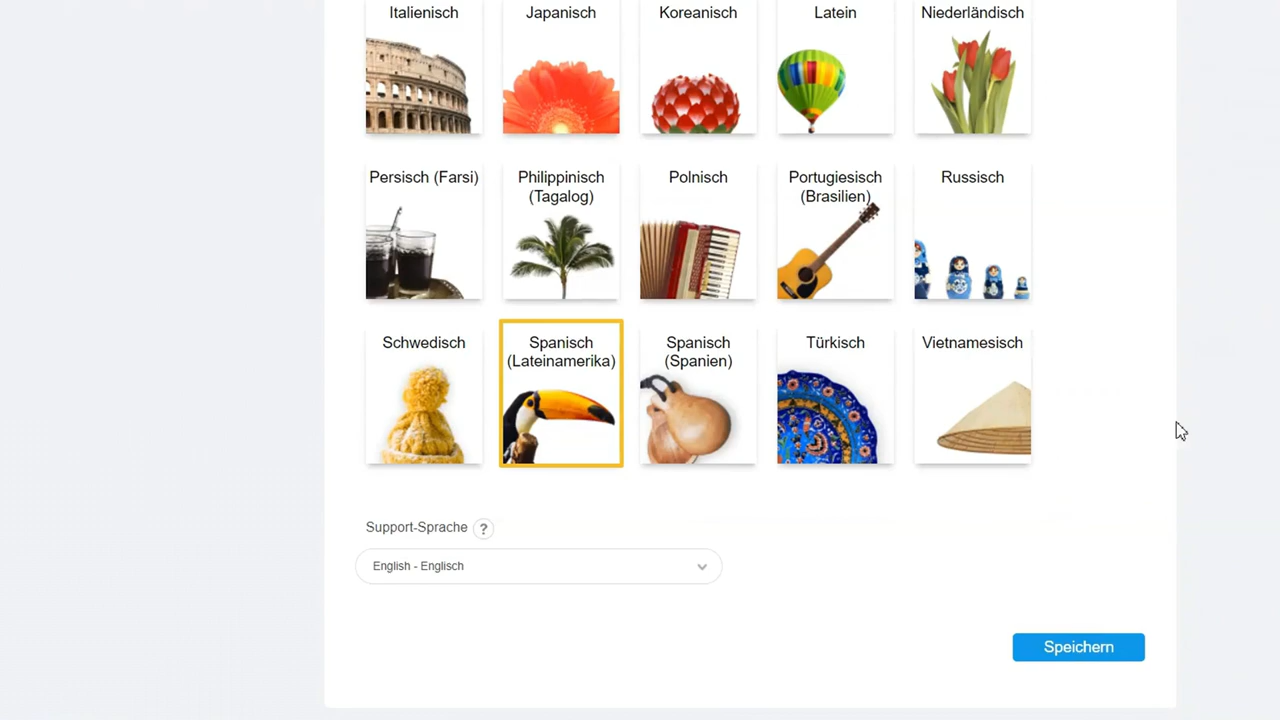 Italienisch
Japanisch
Koreanisch
Latein
Niederländisch
Persisch (Farsi)
Philippinisch
(Tagalog)
Polnisch
Portugiesisch
(Brasilien)
Russisch
Schwedisch
Spanisch
(Lateinamerika)
Spanisch
(Spanien)
Türkisch
Vietnamesisch
Support-Sprache ?
English - Englisch
Speichern